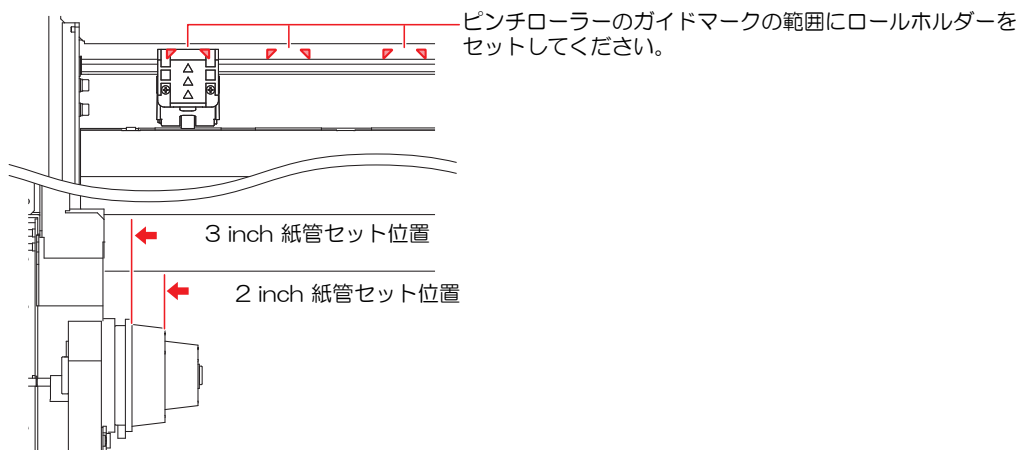 ピンチローラーのガイドマークの範囲にロールホルダーを
セットしてください。
3 inch 紙管セット位置
2 inch 紙管セット位置